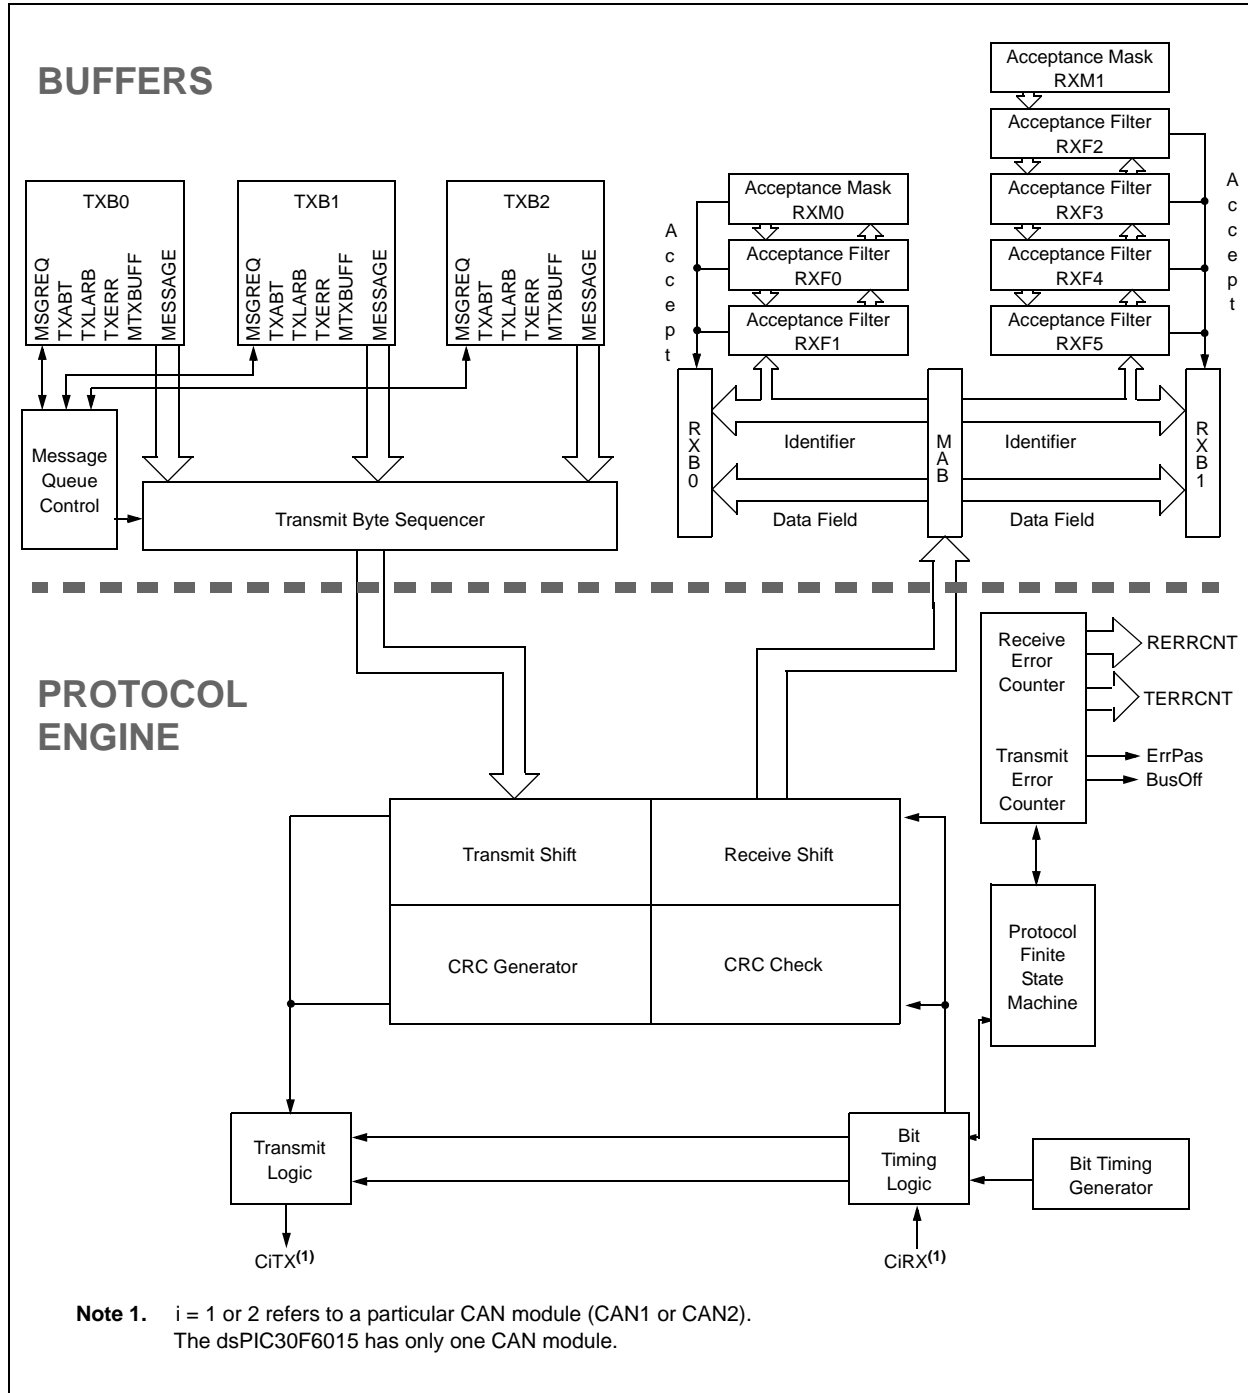 BUFFERS
TXB0
MSGREQ
TXABT
TXLARB
TXERR
MTXBUFF
MESSAGE
TXB1
MSGREQ
TXABT
TXLARB
TXERR
MTXBUFF
MESSAGE
TXB2
MSGREQ
TXABT
TXLARB
TXERR
MTXBUFF
MESSAGE
Message
Queue
Control
Transmit Byte Sequencer
Accept
Acceptance Mask
RXM0
Acceptance Filter
RXF0
Acceptance Filter
RXF1
Acceptance Mask
RXM1
Acceptance Filter
RXF2
Acceptance Filter
RXF3
Acceptance Filter
RXF4
Acceptance Filter
RXF5
Accept
RXB0
Identifier
Data Field
MAB
Identifier
Data Field
RXB1
PROTOCOL
ENGINE
Receive
Error
Counter
Transmit
Error
Counter
RERRCNT
TERRCNT
ErrPas
BusOff
Transmit Shift
Receive Shift
CRC Generator
CRC Check
Protocol
Finite
State
Machine
Transmit
Logic
Bit
Timing
Logic
Bit Timing
Generator
CiTX(1)
CiRX(1)
Note 1. i = 1 or 2 refers to a particular CAN module (CAN1 or CAN2).
The dsPIC30F6015 has only one CAN module.